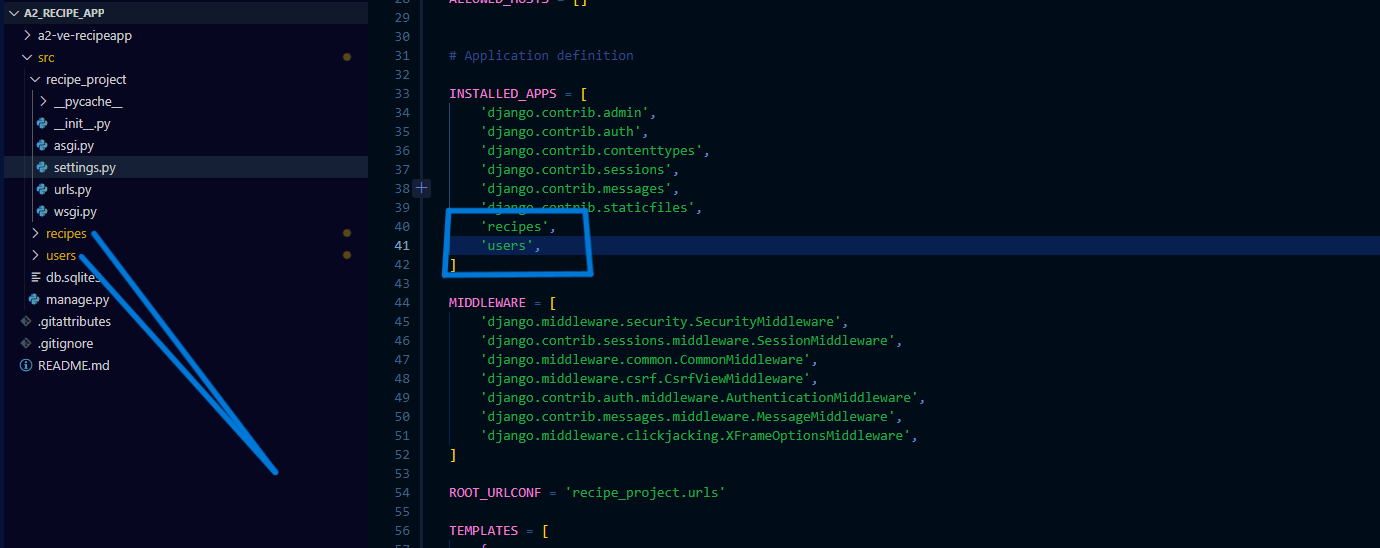 A2_RECIPE_APP
a2-ve-recipeapp
src
recipe_project
__pycache__
__init__.py
asgi.py
settings.py
urls.py
wsgi.py
recipes
users
db.sqlite
manage.py
.gitattributes
.gitignore
README.md
28 ALLOWED_HOSTS = []
29
30
31 # Application definition
32
33 INSTALLED_APPS = [
34 'django.contrib.admin',
35 'django.contrib.auth',
36 'django.contrib.contenttypes',
37 'django.contrib.sessions',
38 'django.contrib.messages',
39 'django.contrib.staticfiles',
40 'recipes',
41 'users',
42 ]
43
44 MIDDLEWARE = [
45 'django.middleware.security.SecurityMiddleware',
46 'django.contrib.sessions.middleware.SessionMiddleware',
47 'django.middleware.common.CommonMiddleware',
48 'django.middleware.csrf.CsrfViewMiddleware',
49 'django.contrib.auth.middleware.AuthenticationMiddleware',
50 'django.contrib.messages.middleware.MessageMiddleware',
51 'django.middleware.clickjacking.XFrameOptionsMiddleware',
52 ]
53
54 ROOT_URLCONF = 'recipe_project.urls'
55
56 TEMPLATES = [
57 {